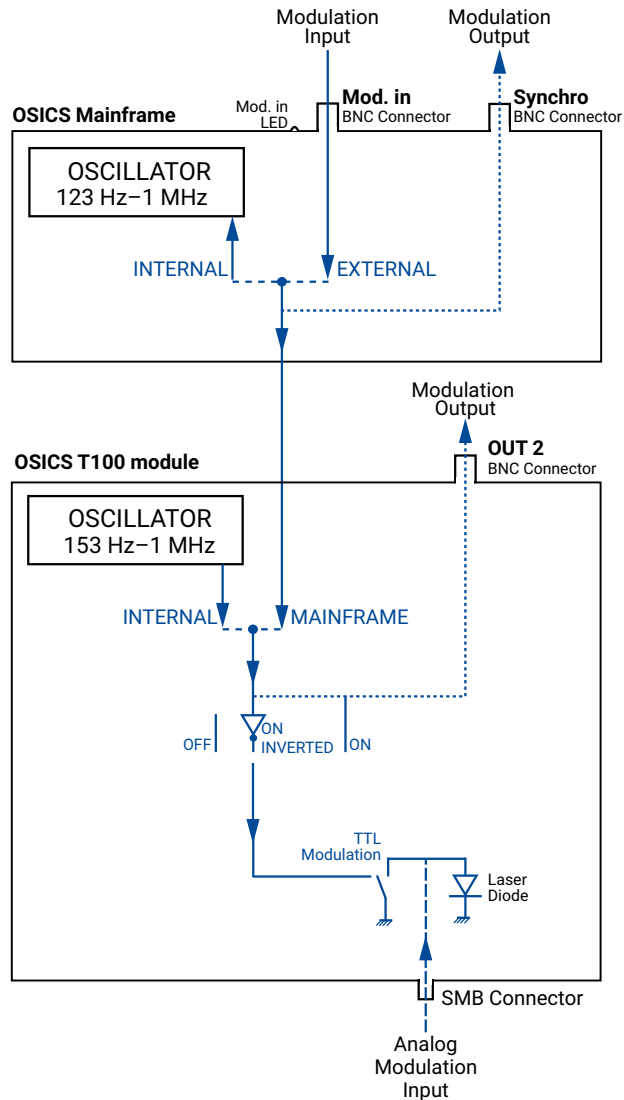 Modulation
Input
Modulation
Output
OSICS Mainframe
Mod. in
LED
Mod. in
BNC Connector
Synchro
BNC Connector
OSCILLATOR
123 Hz–1 MHz
INTERNAL
EXTERNAL
Modulation
Output
OSICS T100 module
OUT 2
BNC Connector
OSCILLATOR
153 Hz–1 MHz
INTERNAL
MAINFRAME
OFF
ON
INVERTED
ON
TTL
Modulation
Laser
Diode
SMB Connector
Analog
Modulation
Input